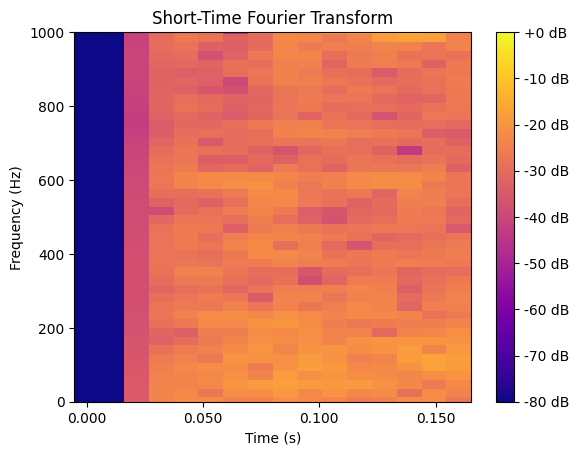 Short-Time Fourier Transform
1000
800
600
400
200
0
Frequency (Hz)
0.000
0.050
0.100
0.150
Time (s)
+0 dB
-10 dB
-20 dB
-30 dB
-40 dB
-50 dB
-60 dB
-70 dB
-80 dB